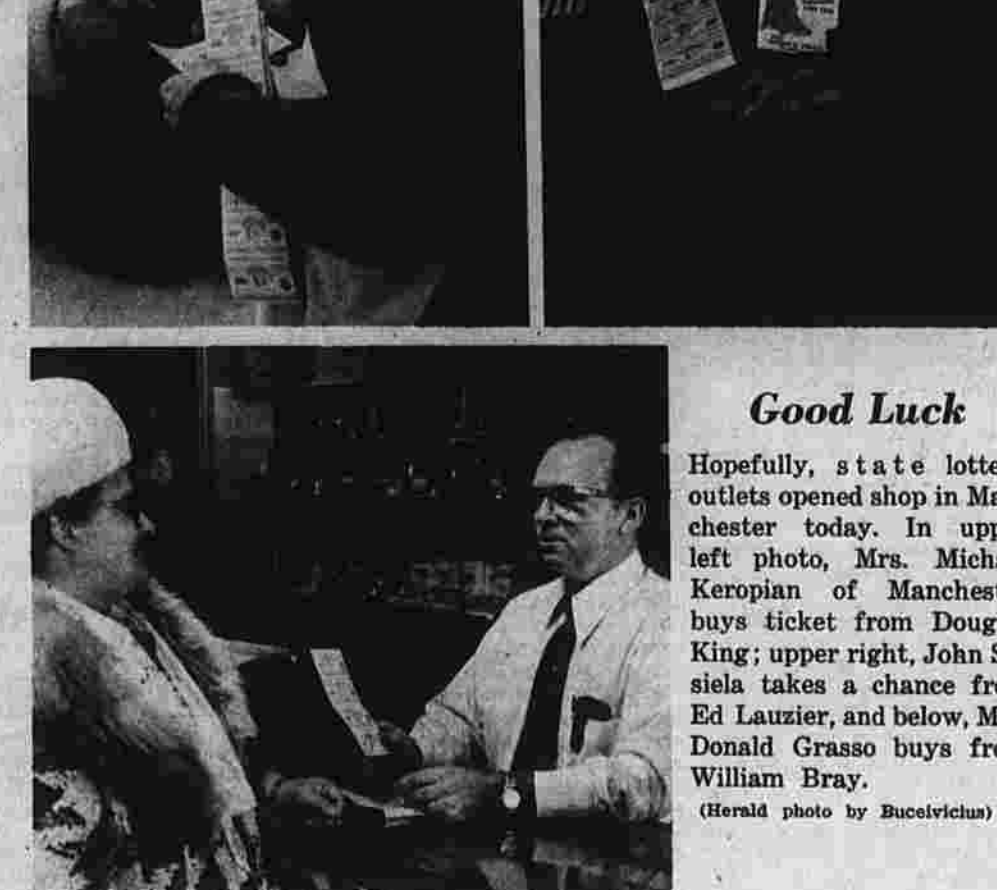 Good Luck
Hopefully, state lotte
outlets opened shop in Ma
chester today. In upp
left photo, Mrs. Micha
Keropian of Manchest
buys ticket from Doug
King; upper right, John S
siela takes a chance fr
Ed Lauzier, and below, M
Donald Grasso buys fr
William Bray.
(Herald photo by Buceivicius)